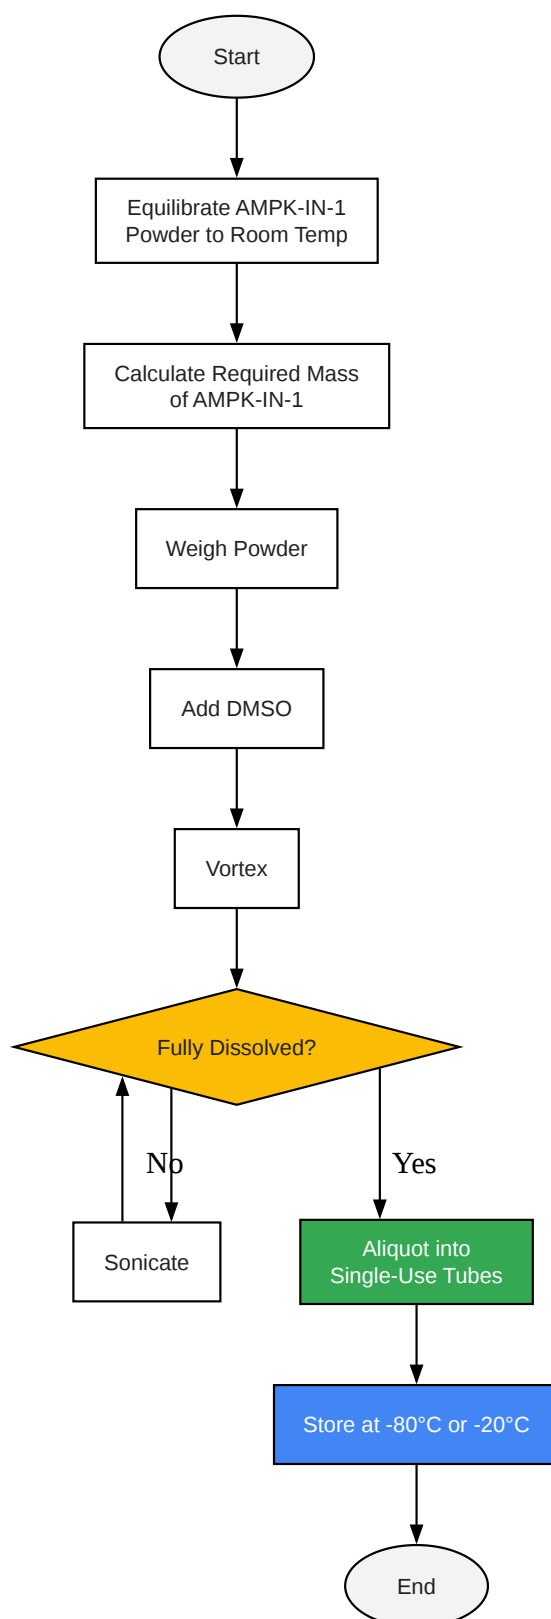 Start
Equilibrate AMPK-IN-1
Powder to Room Temp
Calculate Required Mass
of AMPK-IN-1
Weigh Powder
Add DMSO
Vortex
Fully Dissolved?
No
Yes
Sonicate
Aliquot into
Single-Use Tubes
Store at -80°C or -20°C
End